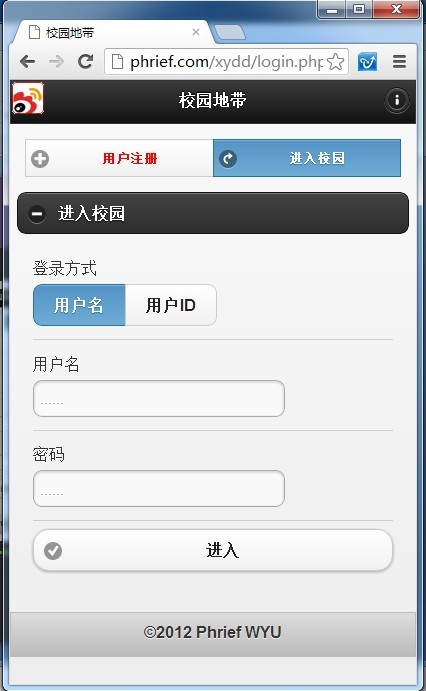 校园地带
phrief.com/xydd/login.php
校园地带
用户注册
进入校园
进入校园
登录方式
用户名
用户ID
用户名
......
密码
......
进入
©2012 Phrief WYU